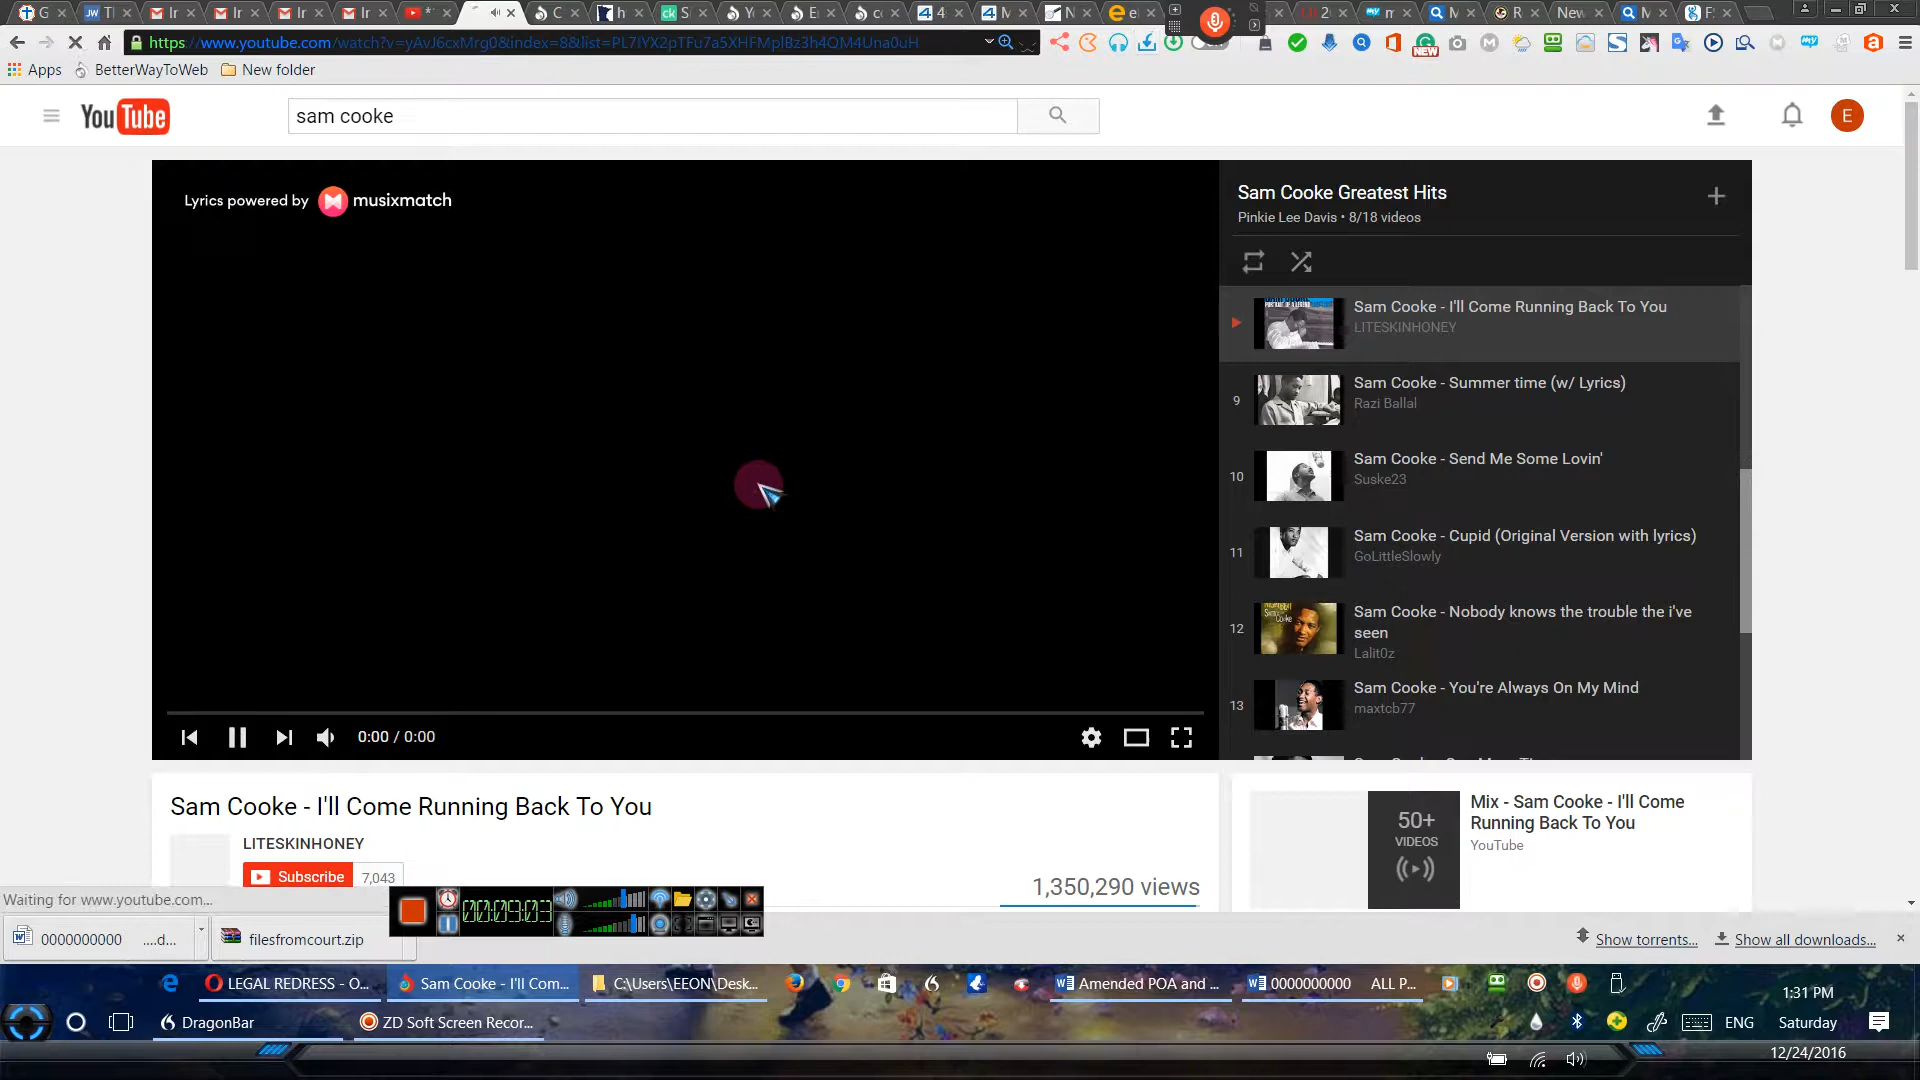 https://www.youtube.com/watch?v=yAvJ6cxMrg0&index=8&list=PL7iYX2pTFu7a5XHFMplBz3h4QM4Una0uH
Apps
BetterWayToWeb
New folder
YouTube
sam cooke
E
Lyrics powered by musixmatch
Sam Cooke Greatest Hits
Pinkie Lee Davis • 8/18 videos
Sam Cooke - I'll Come Running Back To You
LITESKINHONEY
9
Sam Cooke - Summer time (w/ Lyrics)
Razi Ballal
10
Sam Cooke - Send Me Some Lovin'
Suske23
11
Sam Cooke - Cupid (Original Version with lyrics)
GoLittleSlowly
12
Sam Cooke - Nobody knows the trouble the i've
seen
Lalit0z
13
Sam Cooke - You're Always On My Mind
maxtcb77
0:00 / 0:00
Sam Cooke - I'll Come Running Back To You
LITESKINHONEY
Subscribe
7,043
1,350,290 views
50+
VIDEOS
Mix - Sam Cooke - I'll Come
Running Back To You
YouTube
Waiting for www.youtube.com...
00:03:03
0000000000 ....d...
filesfromcourt.zip
Show torrents...
Show all downloads...
LEGAL REDRESS - O...
Sam Cooke - I'll Com...
C:\Users\EEON\Desk...
Amended POA and ...
0000000000 ALL P...
1:31 PM
DragonBar
ZD Soft Screen Recor...
ENG
Saturday
12/24/2016